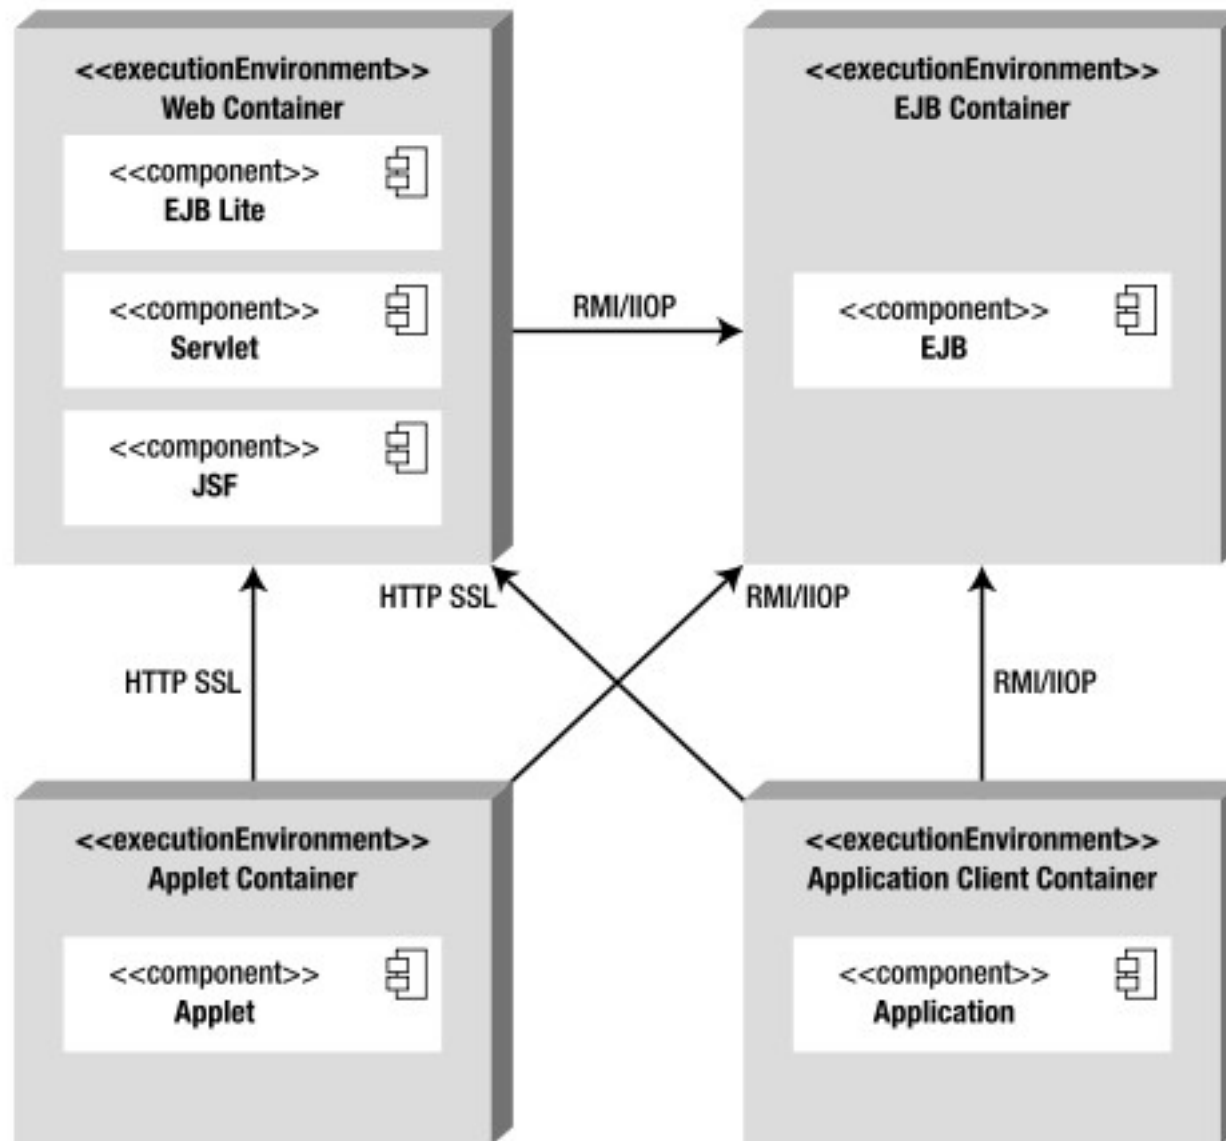 <<executionEnvironment>>
Web Container
<<component>>
EJB Lite
<<component>>
Servlet
<<component>>
JSF
RMI/IIOP
<<executionEnvironment>>
EJB Container
<<component>>
EJB
HTTP SSL
RMI/IIOP
HTTP SSL
RMI/IIOP
<<executionEnvironment>>
Applet Container
<<component>>
Applet
<<executionEnvironment>>
Application Client Container
<<component>>
Application